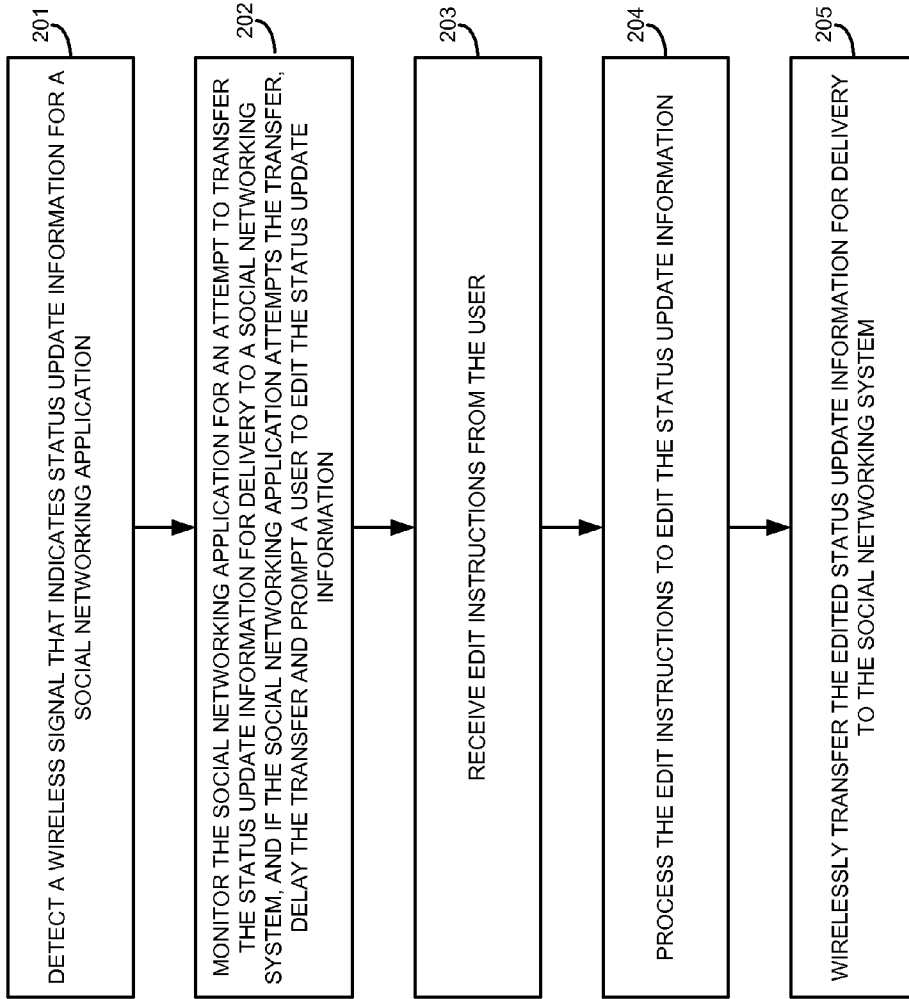 201
DETECT A WIRELESS SIGNAL THAT INDICATES STATUS UPDATE INFORMATION FOR A
SOCIAL NETWORKING APPLICATION
202
MONITOR THE SOCIAL NETWORKING APPLICATION FOR AN ATTEMPT TO TRANSFER
THE STATUS UPDATE INFORMATION FOR DELIVERY TO A SOCIAL NETWORKING
SYSTEM, AND IF THE SOCIAL NETWORKING APPLICATION ATTEMPTS THE TRANSFER,
DELAY THE TRANSFER AND PROMPT A USER TO EDIT THE STATUS UPDATE
INFORMATION
203
RECEIVE EDIT INSTRUCTIONS FROM THE USER
204
PROCESS THE EDIT INSTRUCTIONS TO EDIT THE STATUS UPDATE INFORMATION
205
WIRELESSLY TRANSFER THE EDITED STATUS UPDATE INFORMATION FOR DELIVERY
TO THE SOCIAL NETWORKING SYSTEM